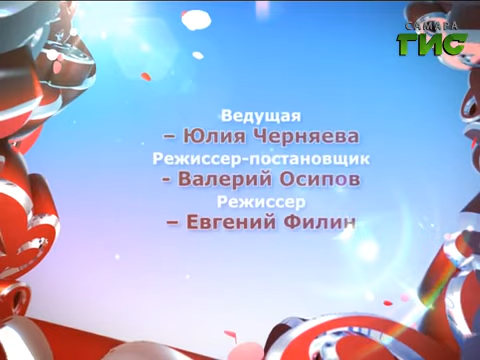 САМАРА
ГИС
Ведущая
– Юлия Черняева
Режиссер-постановщик
- Валерий Осипов
Режиссер
– Евгений Филин